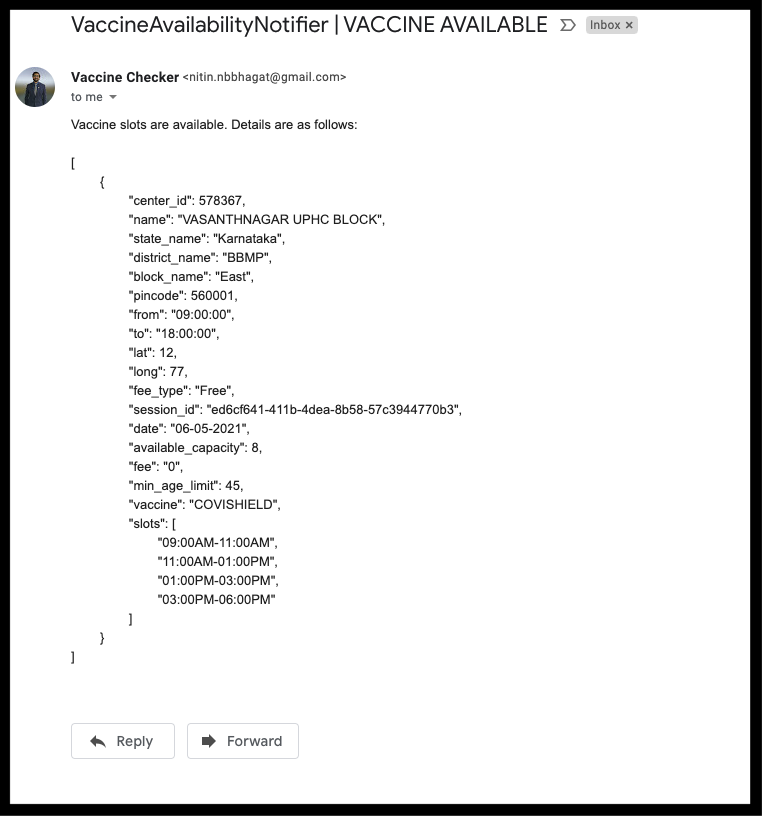 VaccineAvailabilityNotifier | VACCINE AVAILABLE Inbox ×
Vaccine Checker <nitin.nbbhagat@gmail.com>
to me
Vaccine slots are available. Details are as follows:
[
{
"center_id": 578367,
"name": "VASANTHNAGAR UPHC BLOCK",
"state_name": "Karnataka",
"district_name": "BBMP",
"block_name": "East",
"pincode": 560001,
"from": "09:00:00",
"to": "18:00:00",
"lat": 12,
"long": 77,
"fee_type": "Free",
"session_id": "ed6cf641-411b-4dea-8b58-57c3944770b3",
"date": "06-05-2021",
"available_capacity": 8,
"fee": "0",
"min_age_limit": 45,
"vaccine": "COVISHIELD",
"slots": [
"09:00AM-11:00AM",
"11:00AM-01:00PM",
"01:00PM-03:00PM",
"03:00PM-06:00PM"
]
}
]
Reply Forward